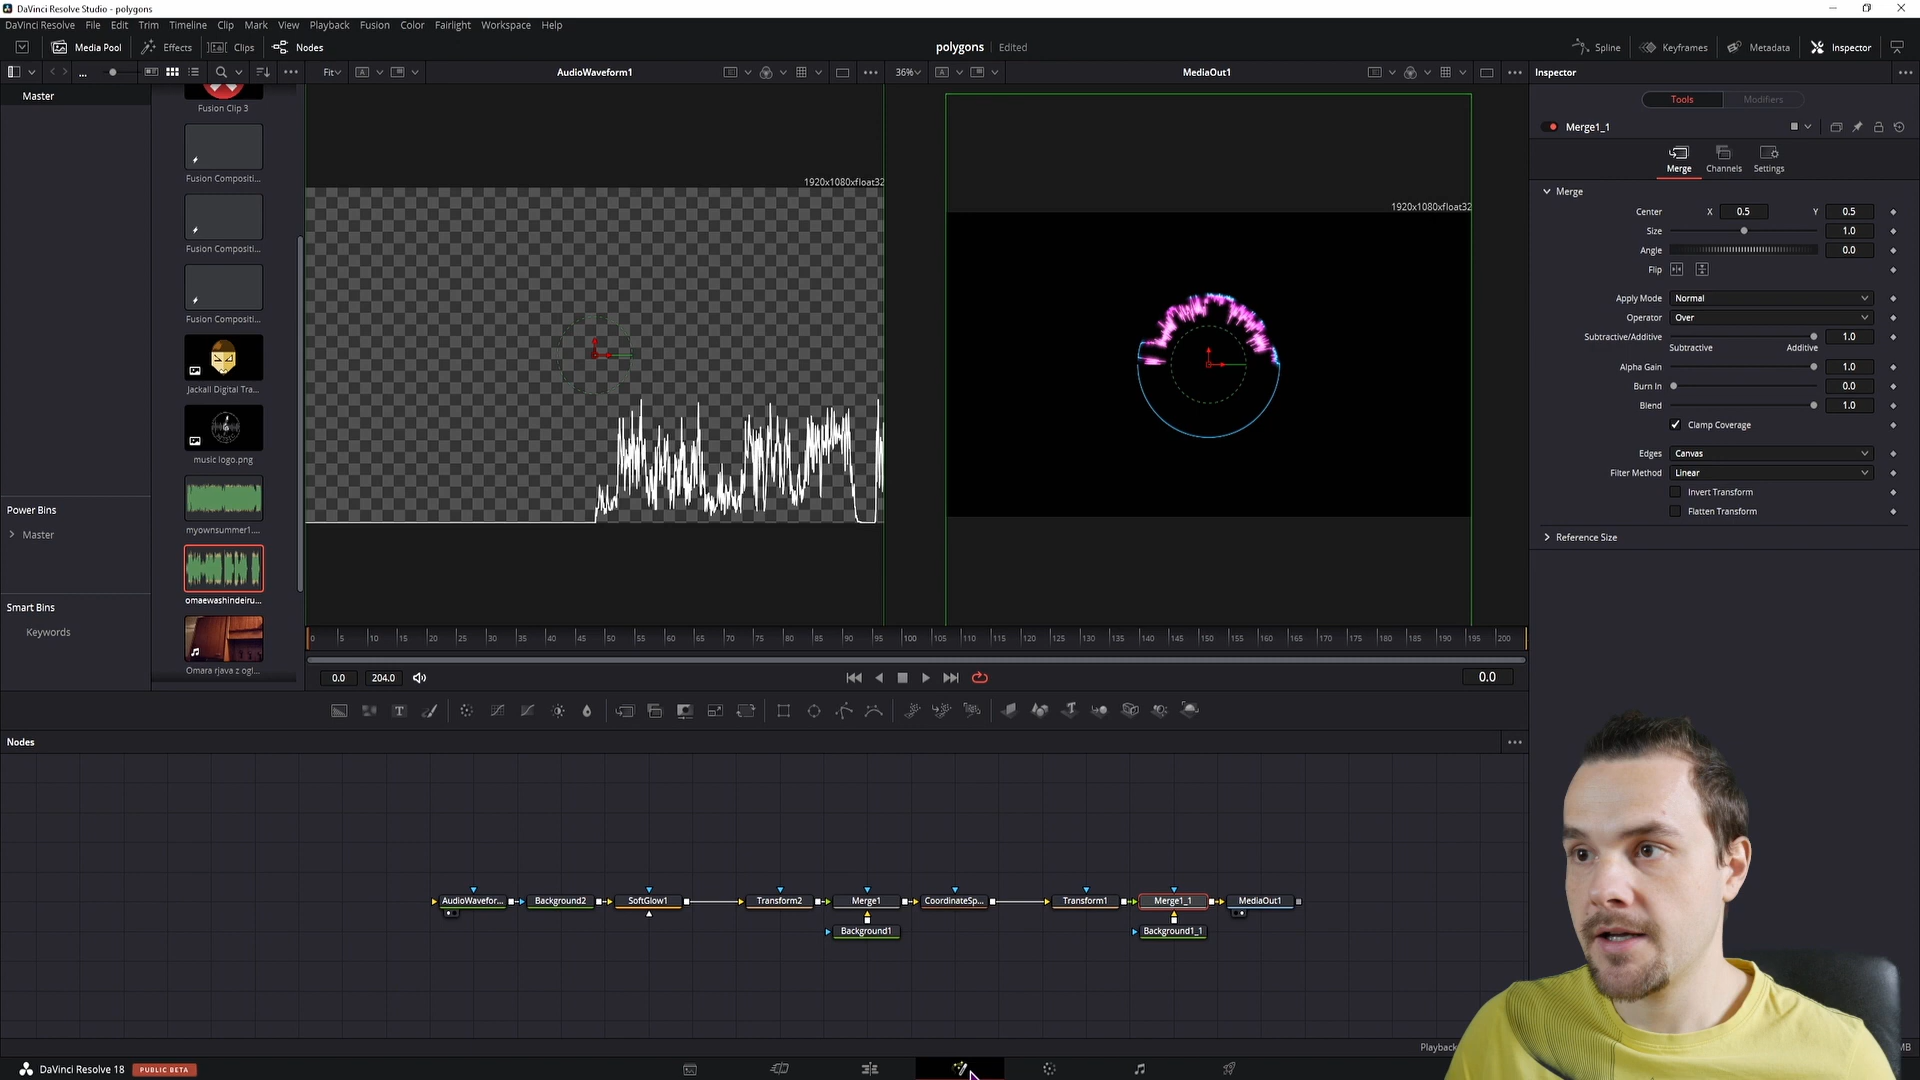 DaVinci Resolve Studio - polygons
DaVinci Resolve File Edit Trim Timeline Clip Mark View Playback Fusion Color Fairlight Workspace Help
Media Pool Effects Clips Nodes
polygons Edited
Spline Keyframes Metadata Inspector
... Fit AudioWaveform1 36% MediaOut1 Inspector
Master
Fusion Clip 3
Fusion Compositi...
Fusion Compositi...
Fusion Compositi...
Jackall Digital Tra...
music logo.png
myownsummer1....
omaewashindeiru...
Omara rjava z ogl...
Power Bins
Master
Smart Bins
Keywords
1920x1080xfloat32
1920x1080xfloat32
Tools Modifiers
Merge1_1
Merge Channels Settings
Merge
Center X 0.5 Y 0.5
Size 1.0
Angle 0.0
Flip
Apply Mode Normal
Operator Over
Subtractive/Additive 1.0
Subtractive Additive
Alpha Gain 1.0
Burn In 0.0
Blend 1.0
Clamp Coverage
Edges Canvas
Filter Method Linear
Invert Transform
Flatten Transform
Reference Size
0 5 10 15 20 25 30 35 40 45 50 55 60 65 70 75 80 85 90 95 100 105 110 115 120 125 130 135 140 145 150 155 160 165 170 175 180 185 190 195 200
0.0 204.0 0.0
Nodes
AudioWavefor... Background2 SoftGlow1 Transform2 Merge1 CoordinateSp... Transform1 Merge1_1 MediaOut1
Background1 Background1_1
Playback
MB
DaVinci Resolve 18 PUBLIC BETA